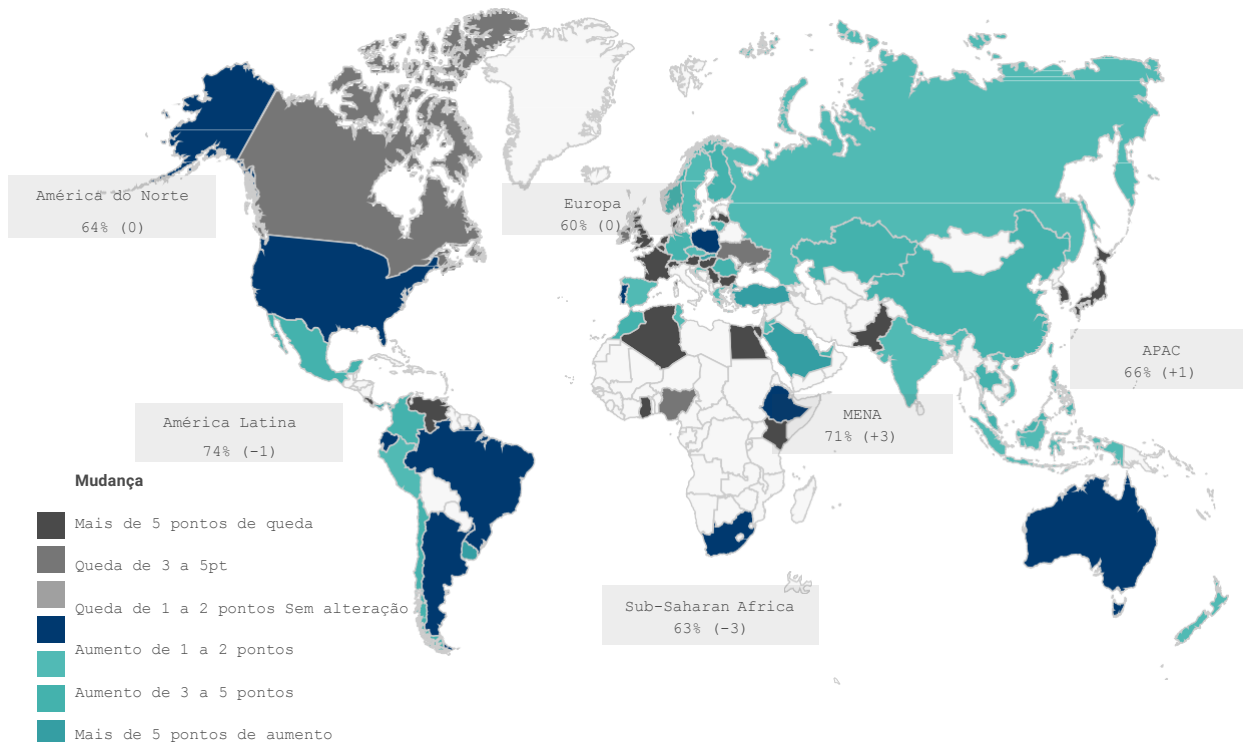 América do Norte
64% (0)
Europa
60% (0)
APAC
66% (+1)
América Latina
74% (-1)
MENA
71% (+3)
Sub-Saharan Africa
63% (-3)
Mudança
Mais de 5 pontos de queda
Queda de 3 a 5pt
Queda de 1 a 2 pontos Sem alteração
Aumento de 1 a 2 pontos
Aumento de 3 a 5 pontos
Mais de 5 pontos de aumento